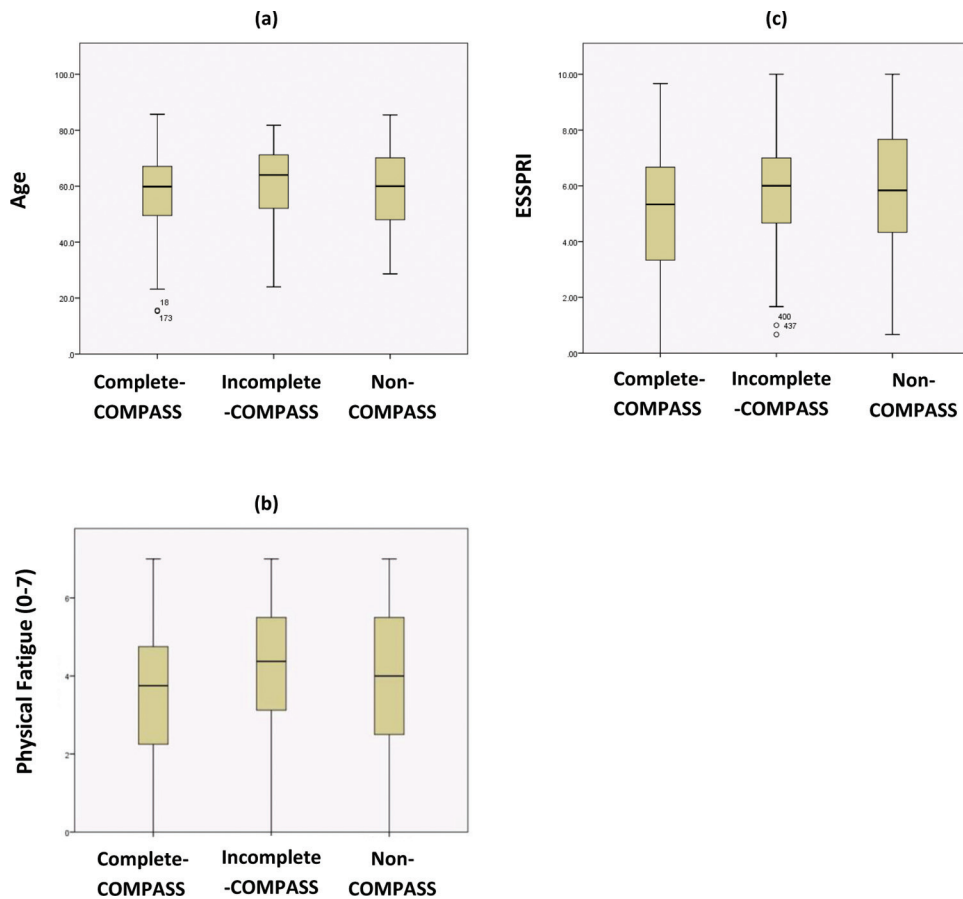 (a)
100.0
80.0
60.0
40.0
20.0
.0
Age
18
173
Complete-
COMPASS
Incomplete
-COMPASS
Non-
COMPASS
(c)
10.00
8.00
6.00
4.00
2.00
.00
ESSPRI
400
437
Complete-
COMPASS
Incomplete
-COMPASS
Non-
COMPASS
(b)
6
4
2
0
Physical Fatigue (0-7)
Complete-
COMPASS
Incomplete
-COMPASS
Non-
COMPASS